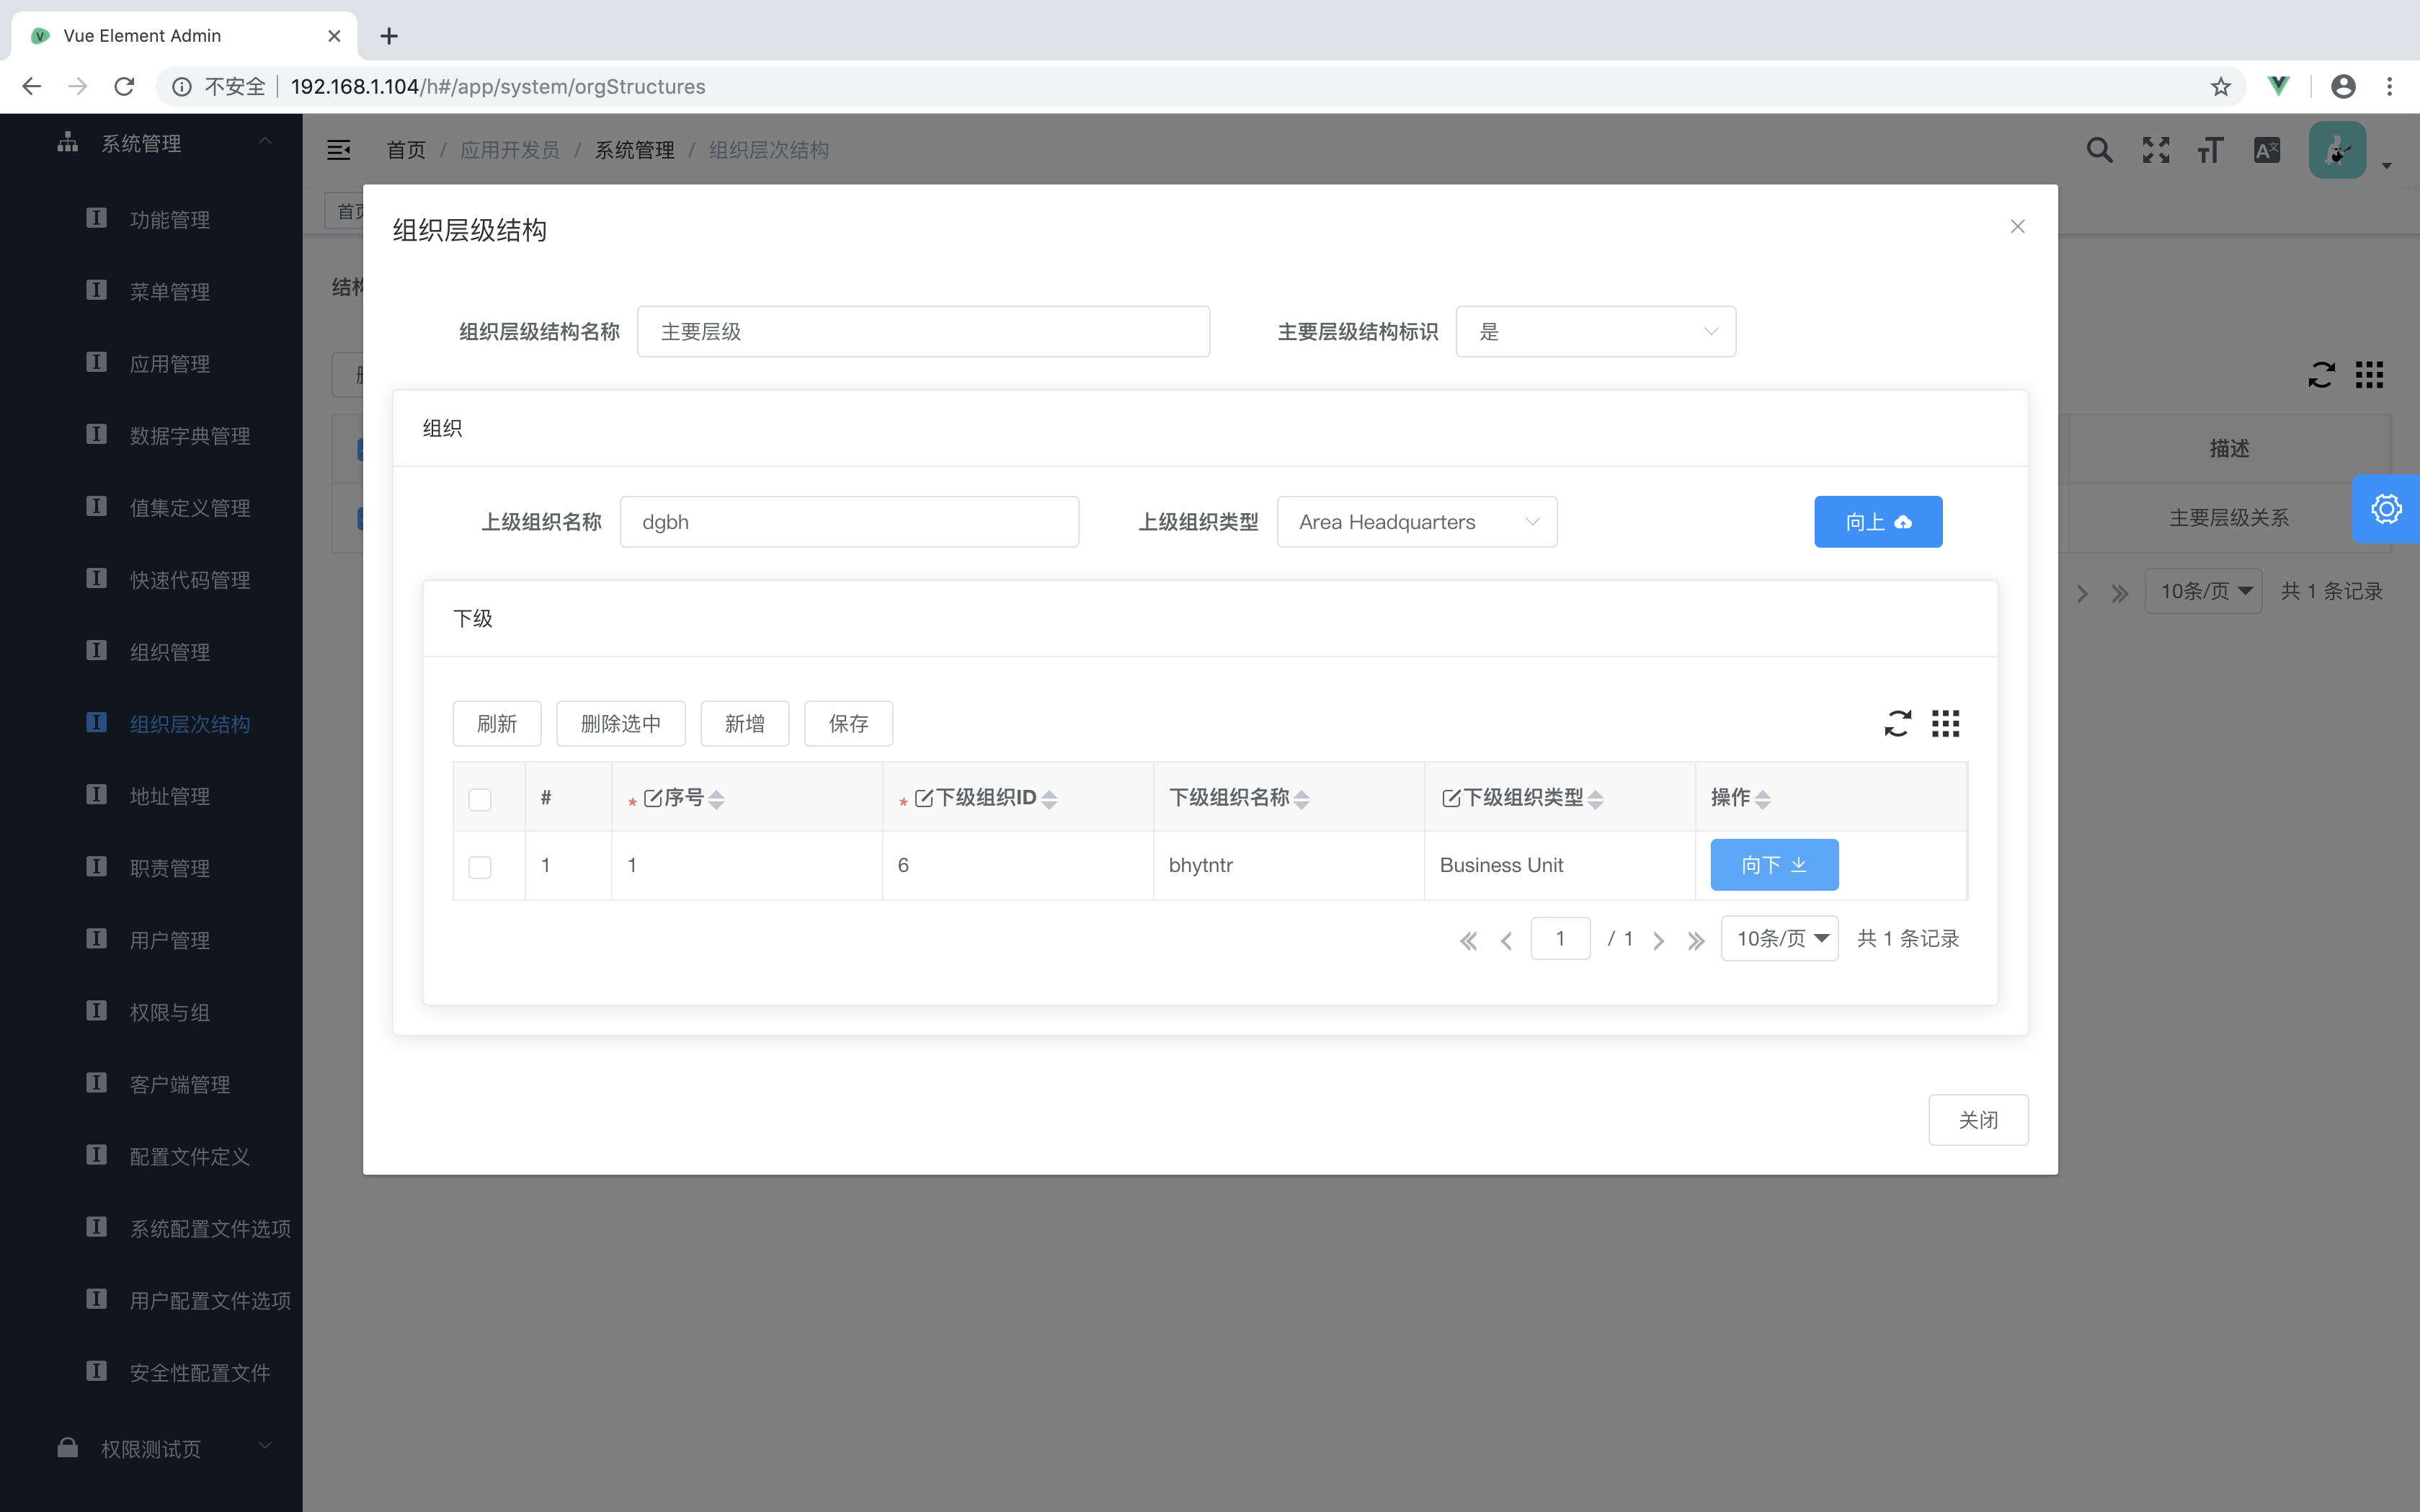 Vue Element Admin
不安全 192.168.1.104/h#/app/system/orgStructures
系统管理
功能管理
菜单管理
应用管理
数据字典管理
值集定义管理
快速代码管理
组织管理
组织层次结构
地址管理
职责管理
用户管理
权限与组
客户端管理
配置文件定义
系统配置文件选项
用户配置文件选项
安全性配置文件
权限测试页
首页 / 应用开发员 / 系统管理 / 组织层次结构
首页
结构
描述
主要层级关系
10条/页 共 1 条记录
组织层级结构
组织层级结构名称 主要层级 主要层级结构标识 是
组织
上级组织名称 dgbh 上级组织类型 Area Headquarters 向上
下级
刷新 删除选中 新增 保存
# * 序号 * 下级组织ID 下级组织名称 下级组织类型 操作
1 1 6 bhytntr Business Unit 向下
1 / 1 10条/页 共 1 条记录
关闭